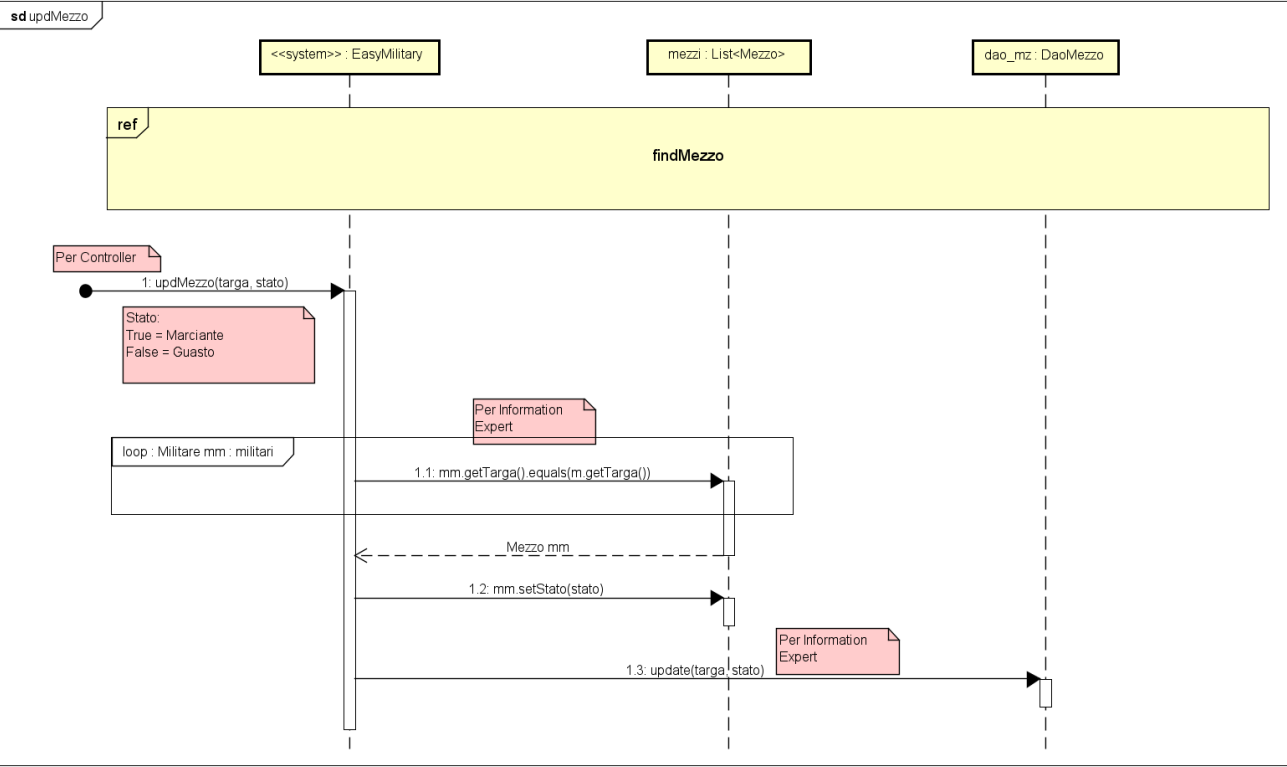 sd updMezzo
<<system>> : EasyMilitary
mezzi : List<Mezzo>
dao_mz : DaoMezzo
ref
findMezzo
Per Controller
1: updMezzo(targa, stato)
Stato:
True = Marciante
False = Guasto
Per Information
Expert
loop : Militare mm : militari
1.1: mm.getTarga().equals(m.getTarga())
Mezzo mm
1.2: mm.setStato(stato)
Per Information
Expert
1.3: update(targa, stato)